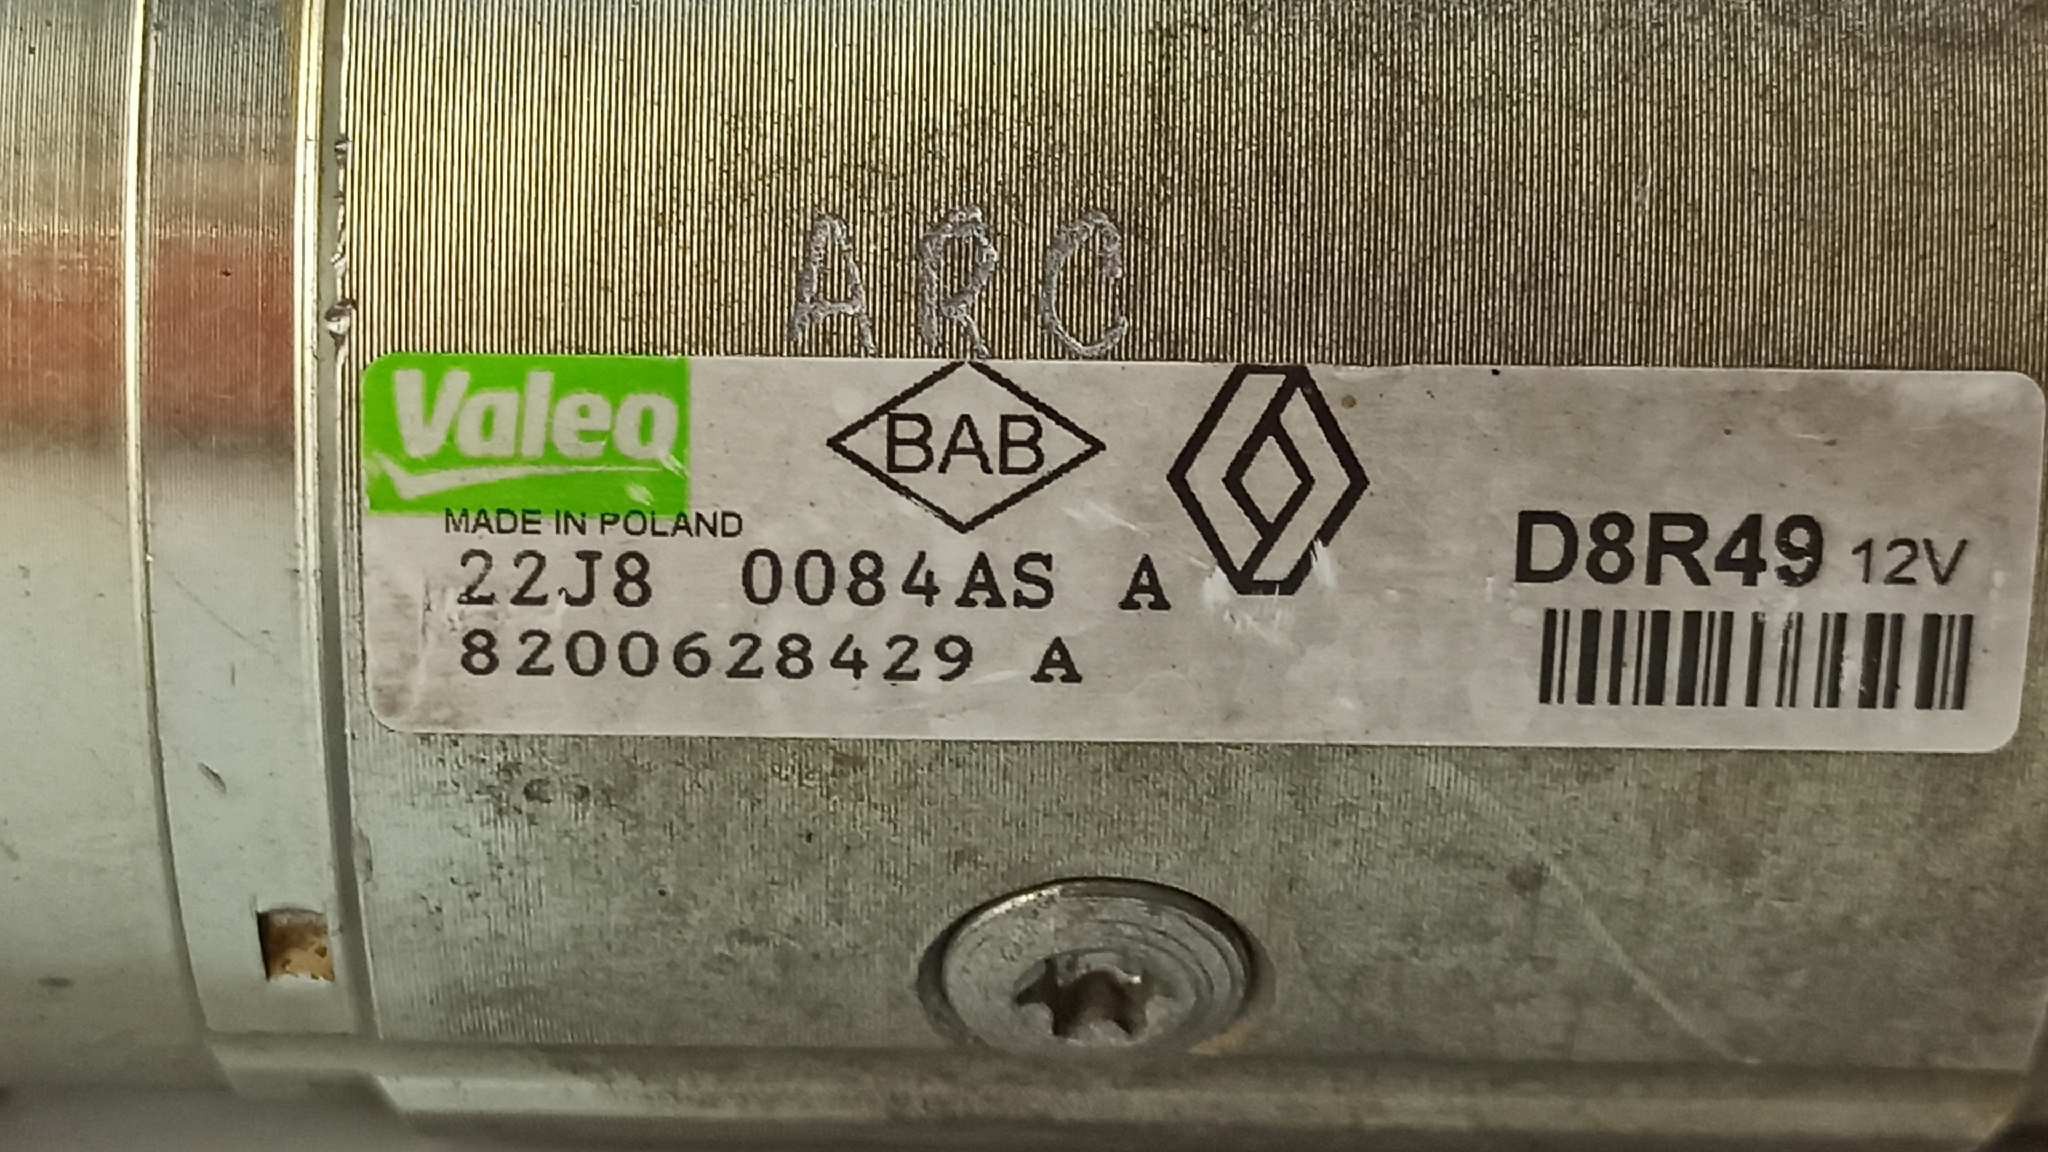 ARC
Valeo
BAB
MADE IN POLAND
22J8 0084AS A
8200628429 A
D8R49 12V